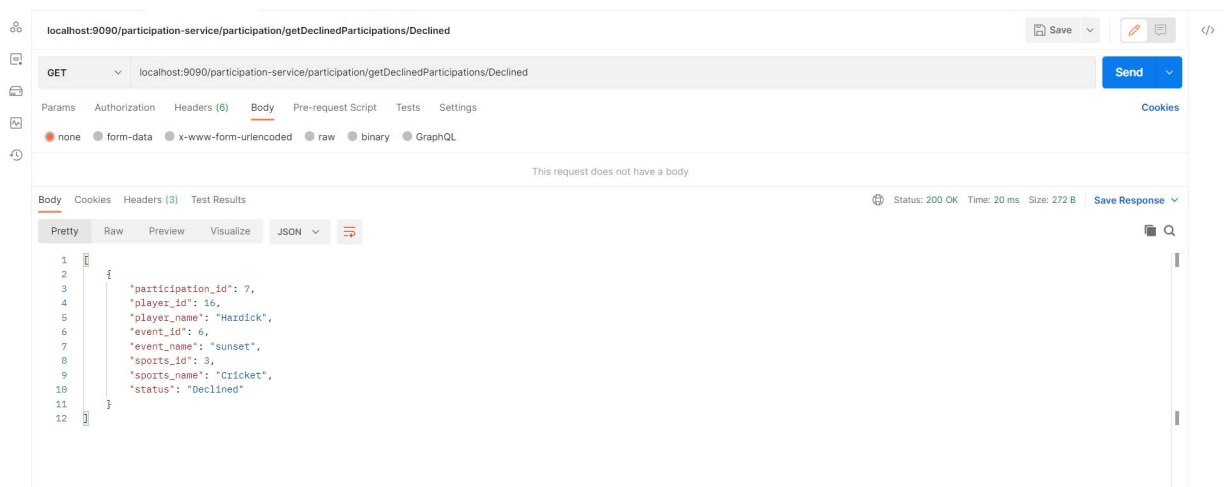 localhost:9090/participation-service/participation/getDeclinedParticipations/Declined Save </>
GET localhost:9090/participation-service/participation/getDeclinedParticipations/Declined Send
Params Authorization Headers (6) Body Pre-request Script Tests Settings Cookies
none form-data x-www-form-urlencoded raw binary GraphQL
This request does not have a body
Body Cookies Headers (3) Test Results Status: 200 OK Time: 20 ms Size: 272 B Save Response
Pretty Raw Preview Visualize JSON
1 [
2 {
3 "participation_id": 7,
4 "player_id": 16,
5 "player_name": "Hardick",
6 "event_id": 6,
7 "event_name": "sunset",
8 "sports_id": 3,
9 "sports_name": "Cricket",
10 "status": "Declined"
11 }
12 ]